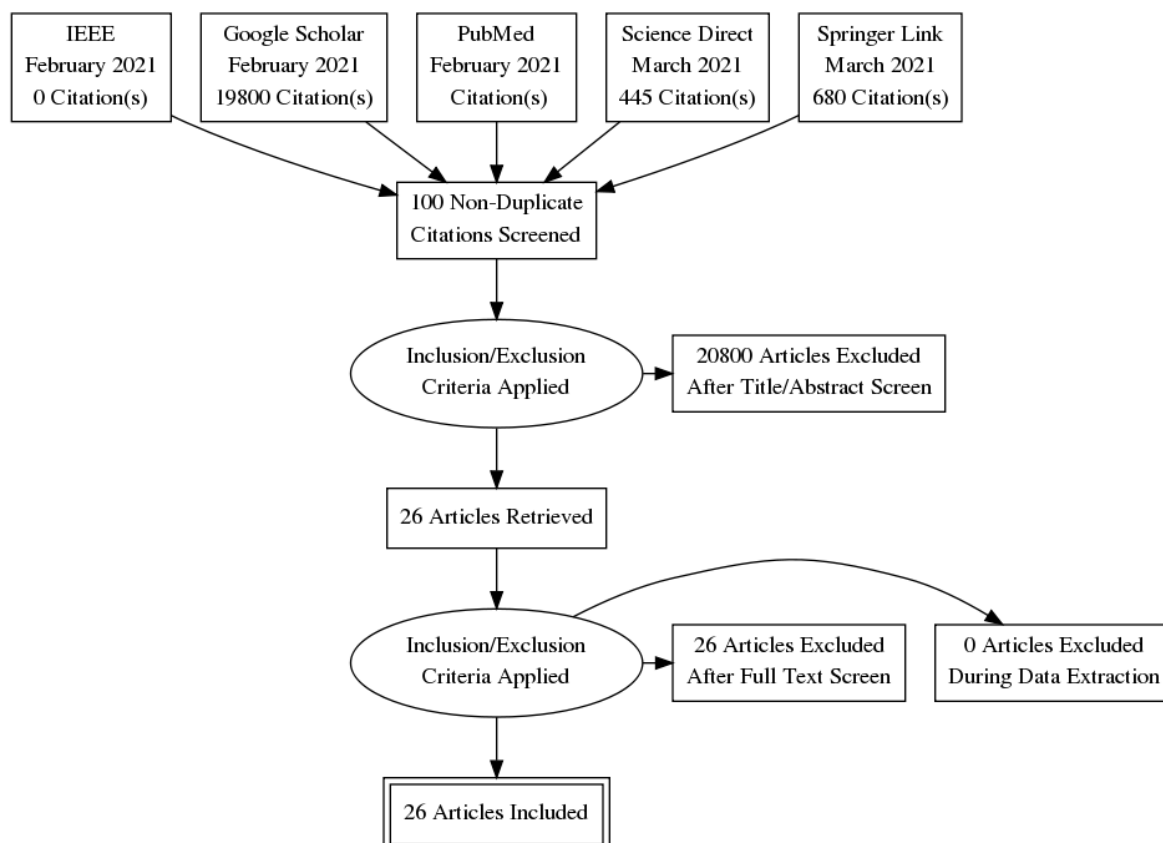 IEEE
February 2021
0 Citation(s)
Google Scholar
February 2021
19800 Citation(s)
PubMed
February 2021
Citation(s)
Science Direct
March 2021
445 Citation(s)
Springer Link
March 2021
680 Citation(s)
100 Non-Duplicate
Citations Screened
Inclusion/Exclusion
Criteria Applied
20800 Articles Excluded
After Title/Abstract Screen
26 Articles Retrieved
Inclusion/Exclusion
Criteria Applied
26 Articles Excluded
After Full Text Screen
0 Articles Excluded
During Data Extraction
26 Articles Included